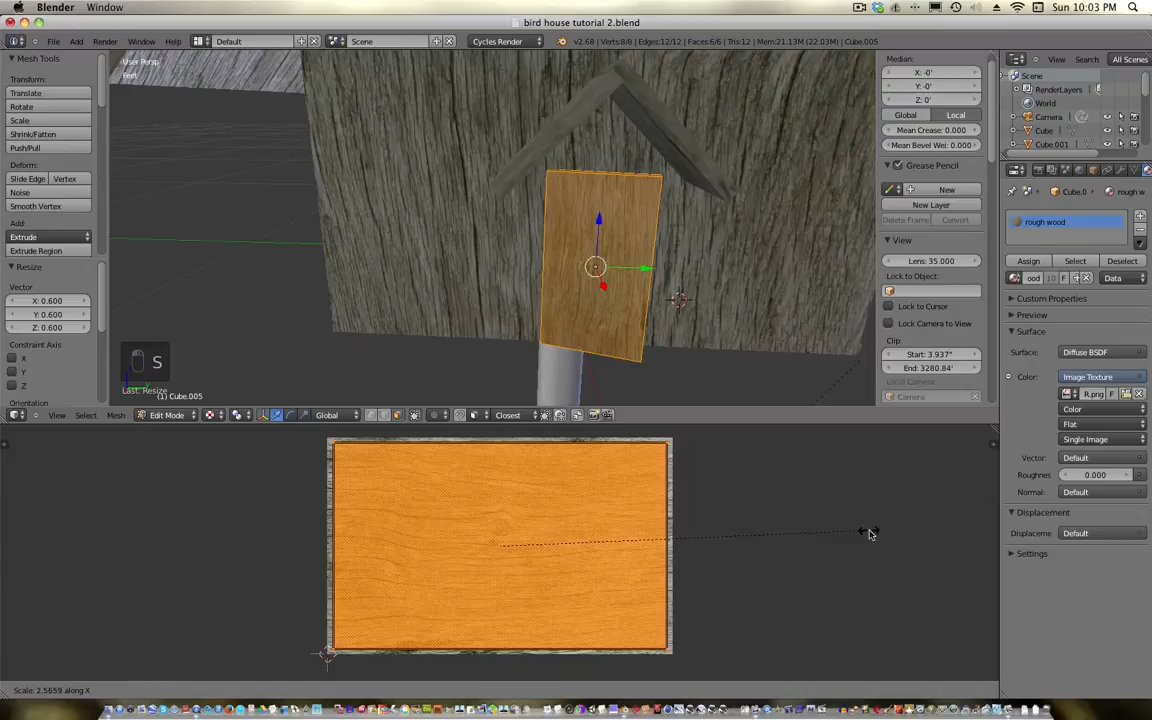 Blender Window Sun 10:03 PM
bird house tutorial 2.blend
File Add Render Window Help Default Scene Cycles Render v2.68 | Verts:8/8 | Edges:12/12 | Faces:6/6 | Tris:12 | Mem:21.13M (22.03M) | Cube.005 View Search All Scenes
Mesh Tools
Transform:
Translate
Rotate
Scale
Shrink/Fatten
Push/Pull
Deform:
Slide Edge Vertex
Noise
Smooth Vertex
Add:
Extrude
Extrude Region
Resize
Vector
X: 0.600
Y: 0.600
Z: 0.600
Constraint Axis
X
Y
Z
Orientation
User Persp
Feet
S
Last: Resize
(1) Cube.005
Median:
X: -0'
Y: -0'
Z: 0'
Global Local
Mean Crease: 0.000
Mean Bevel Wei: 0.000
Grease Pencil
New
New Layer
Delete Frame Convert
View
Lens: 35.000
Lock to Object:
Lock to Cursor
Lock Camera to View
Clip
Start: 3.937"
End: 3280.84'
Local Camera:
Camera
Scene
RenderLayers
World
Camera
Cube
Cube.001
Cube.0 rough w
rough wood
Assign Select Deselect
ood 10 F Data
Custom Properties
Preview
Surface
Surface: Diffuse BSDF
Color: Image Texture
R.png F
Color
Flat
Single Image
Vector: Default
Roughnes 0.000
Normal: Default
Displacement
Displaceme Default
Settings
View Select Mesh Edit Mode Global Closest
Scale: 2.5659 along X